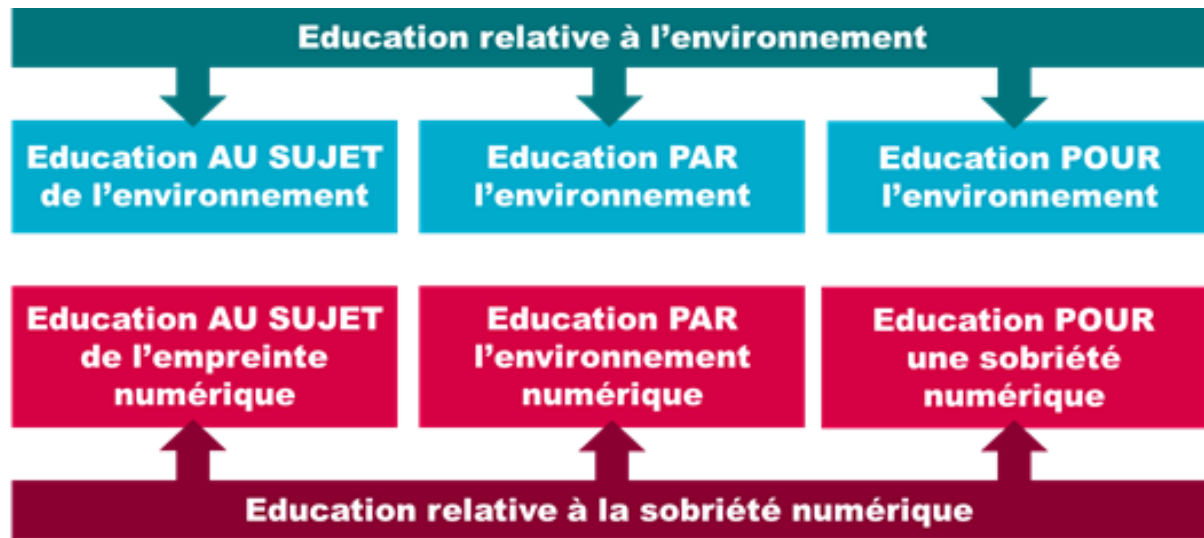 Education relative à l'environnement
Education AU SUJET
de l'environnement
Education PAR
l'environnement
Education POUR
l'environnement
Education AU SUJET
de l'empreinte
numérique
Education PAR
l'environnement
numérique
Education POUR
une sobriété
numérique
Education relative à la sobriété numérique